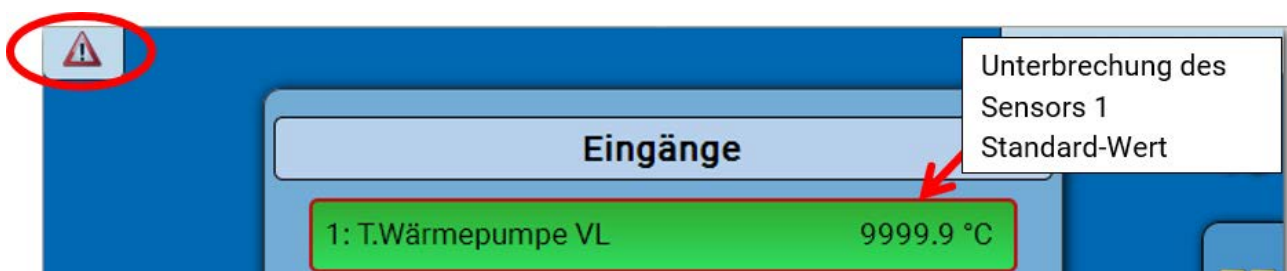 Unterbrechung des
Sensors 1
Standard-Wert
Eingänge
1: T.Wärmepumpe VL 9999.9 °C